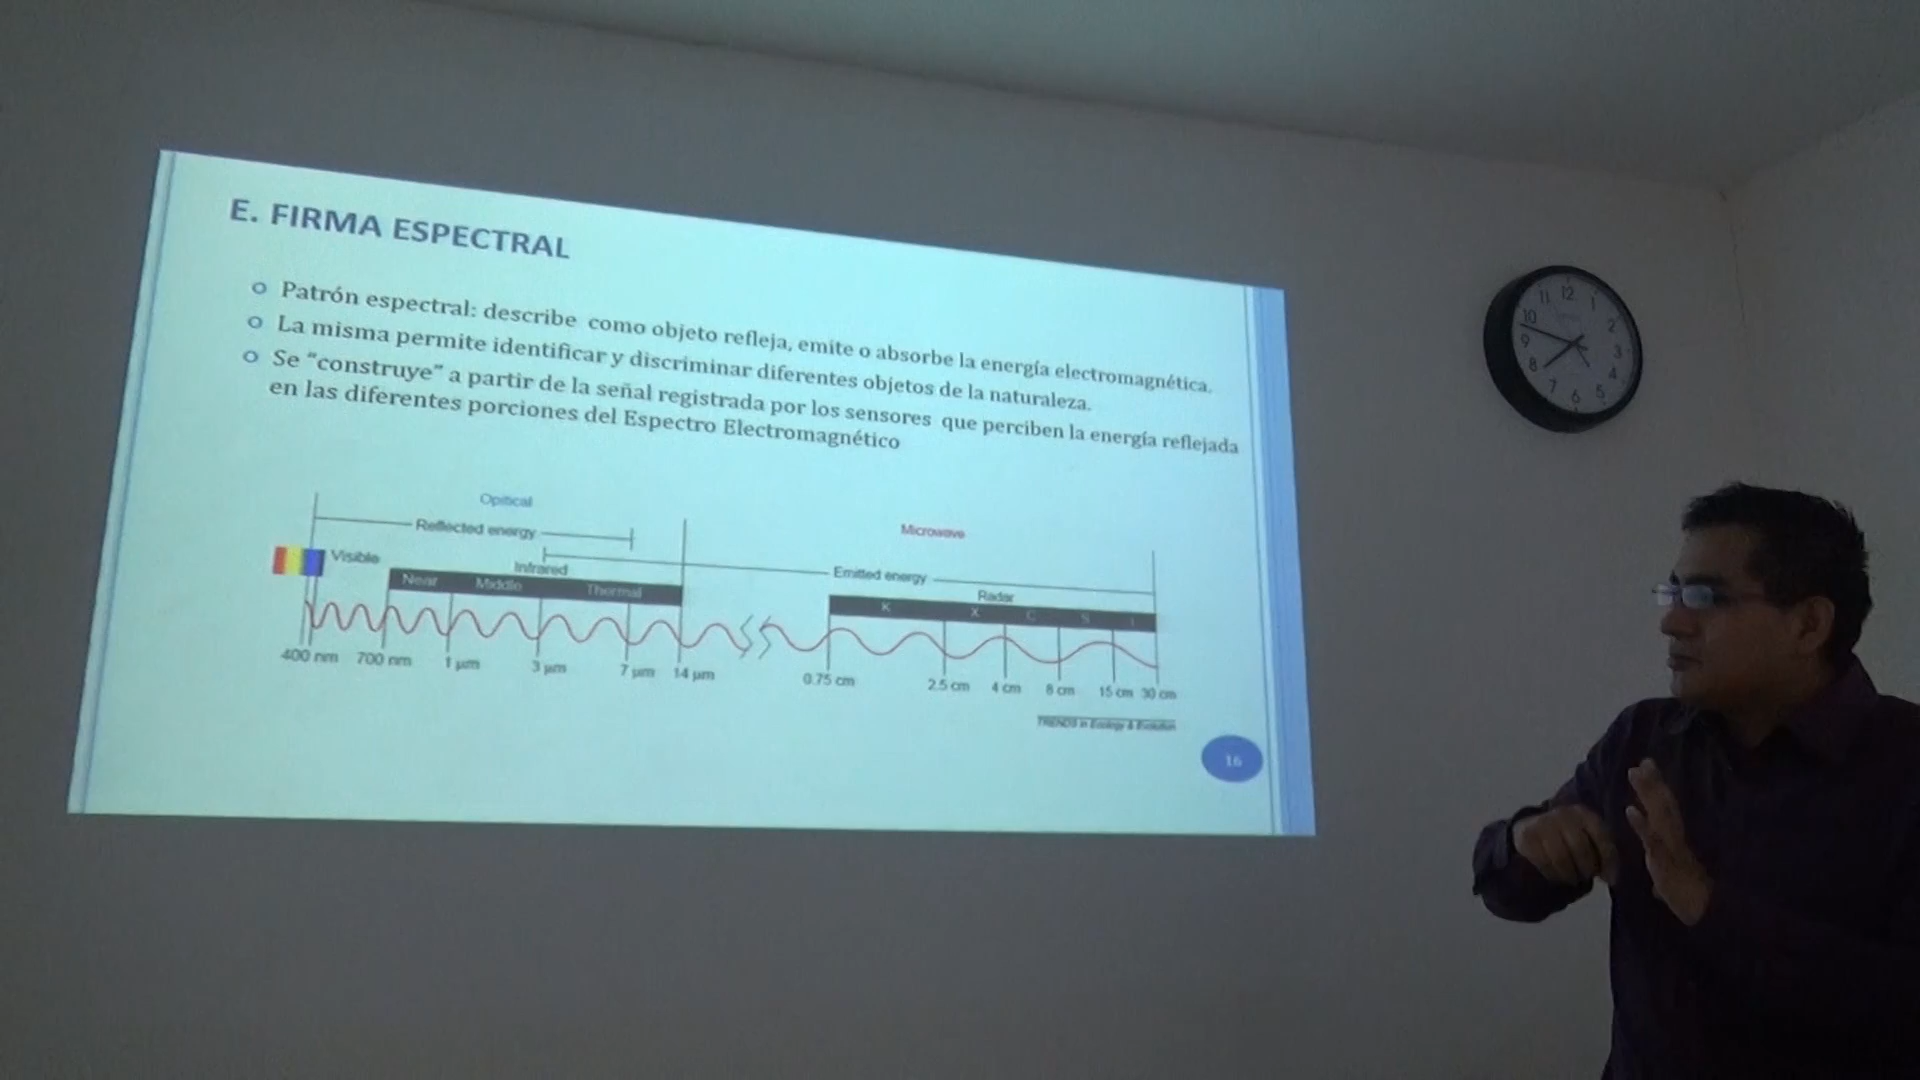 E. FIRMA ESPECTRAL
Patrón espectral: describe como objeto refleja, emite o absorbe la energía electromagnética.
La misma permite identificar y discriminar diferentes objetos de la naturaleza.
Se “construye” a partir de la señal registrada por los sensores que perciben la energía reflejada
en las diferentes porciones del Espectro Electromagnético
Opitical
Reflected energy
Microwave
Visible
Infrared
Emitted energy
Near Middle Thermal
Radar
K X C S
400 nm 700 nm 1 µm 3 µm 7 µm 14 µm 0.75 cm 2.5 cm 4 cm 8 cm 15 cm 30 cm
TRENDS in Ecology & Evolution
16
12 1 2 3 4 5 6 7 8 9 10 11